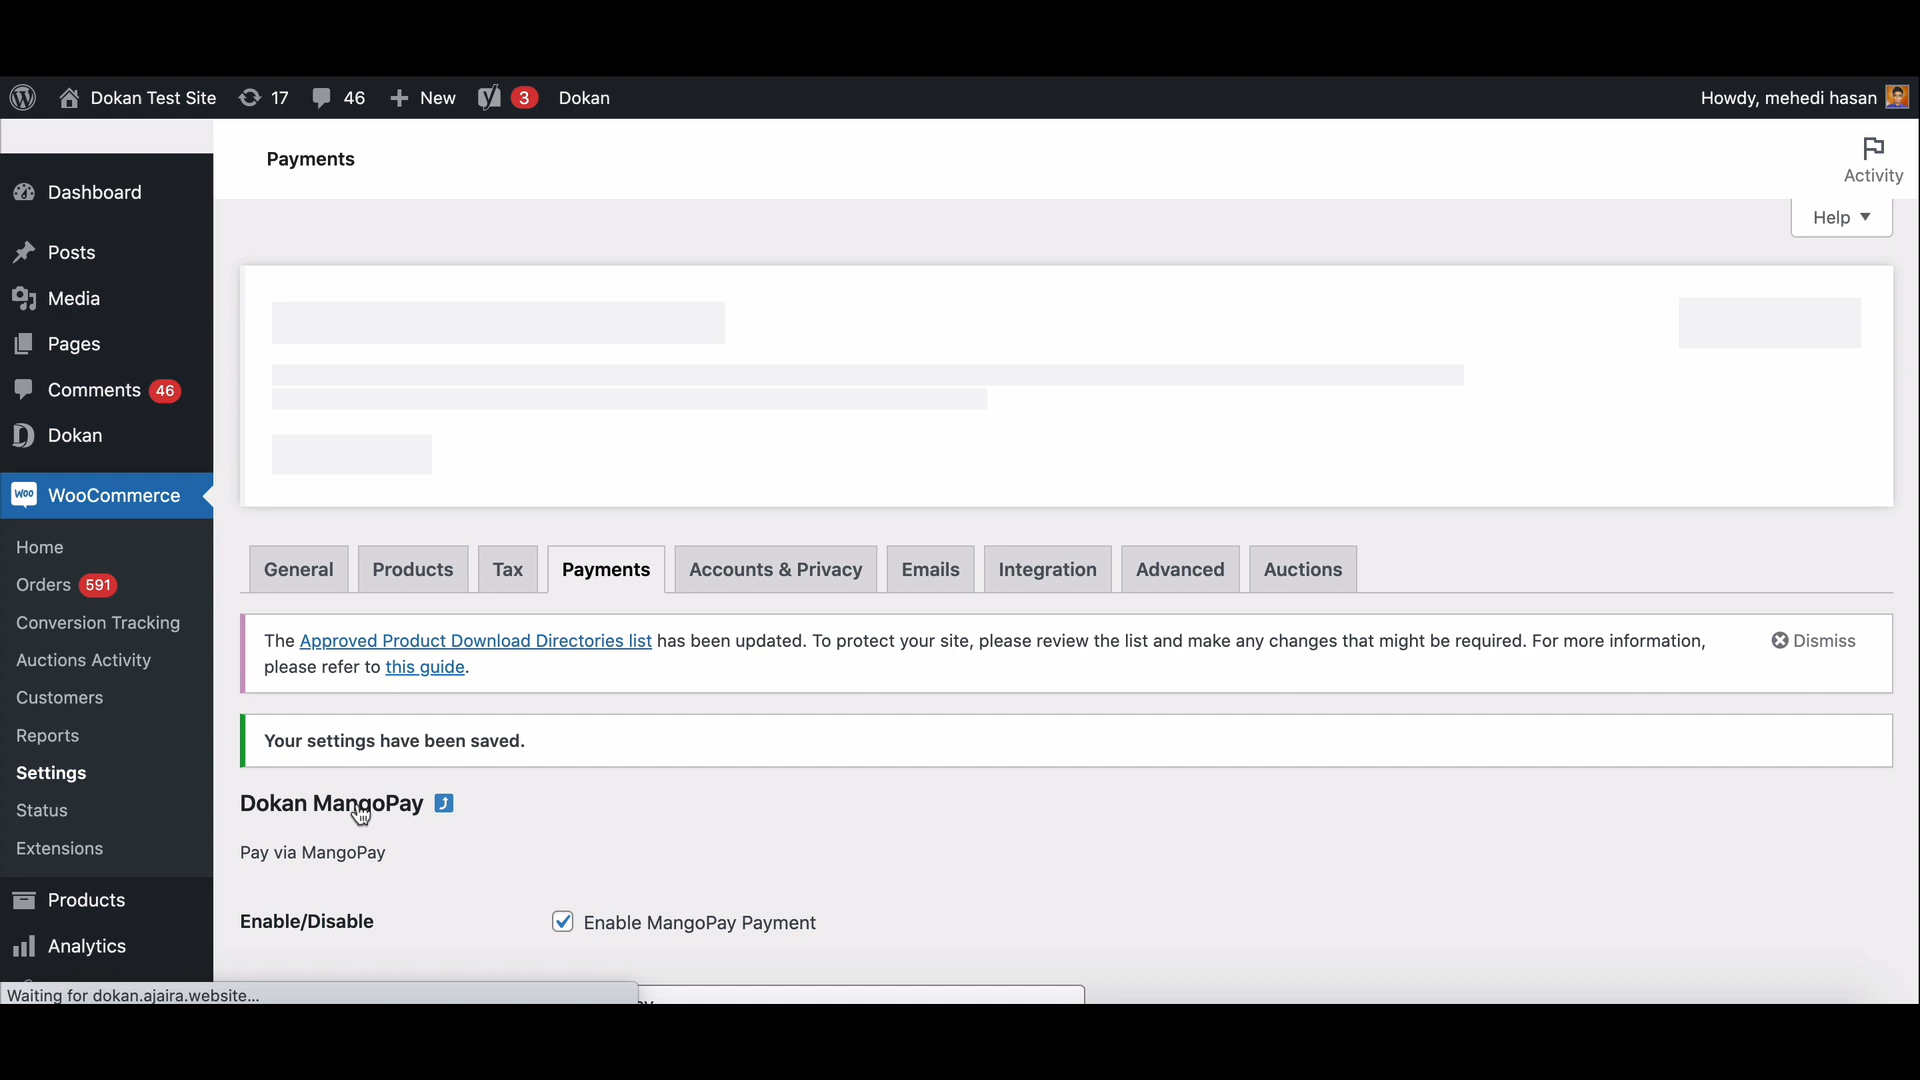 Dokan Test Site 17 46 New 3 Dokan Howdy, mehedi hasan
Payments
Activity
Help
Dashboard
Posts
Media
Pages
Comments 46
Dokan
WooCommerce
Home
Orders 591
Conversion Tracking
Auctions Activity
Customers
Reports
Settings
Status
Extensions
Products
Analytics
General Products Tax Payments Accounts & Privacy Emails Integration Advanced Auctions
The Approved Product Download Directories list has been updated. To protect your site, please review the list and make any changes that might be required. For more information, Dismiss
please refer to this guide.
Your settings have been saved.
Dokan MangoPay
Pay via MangoPay
Enable/Disable Enable MangoPay Payment
Waiting for dokan.ajaira.website...